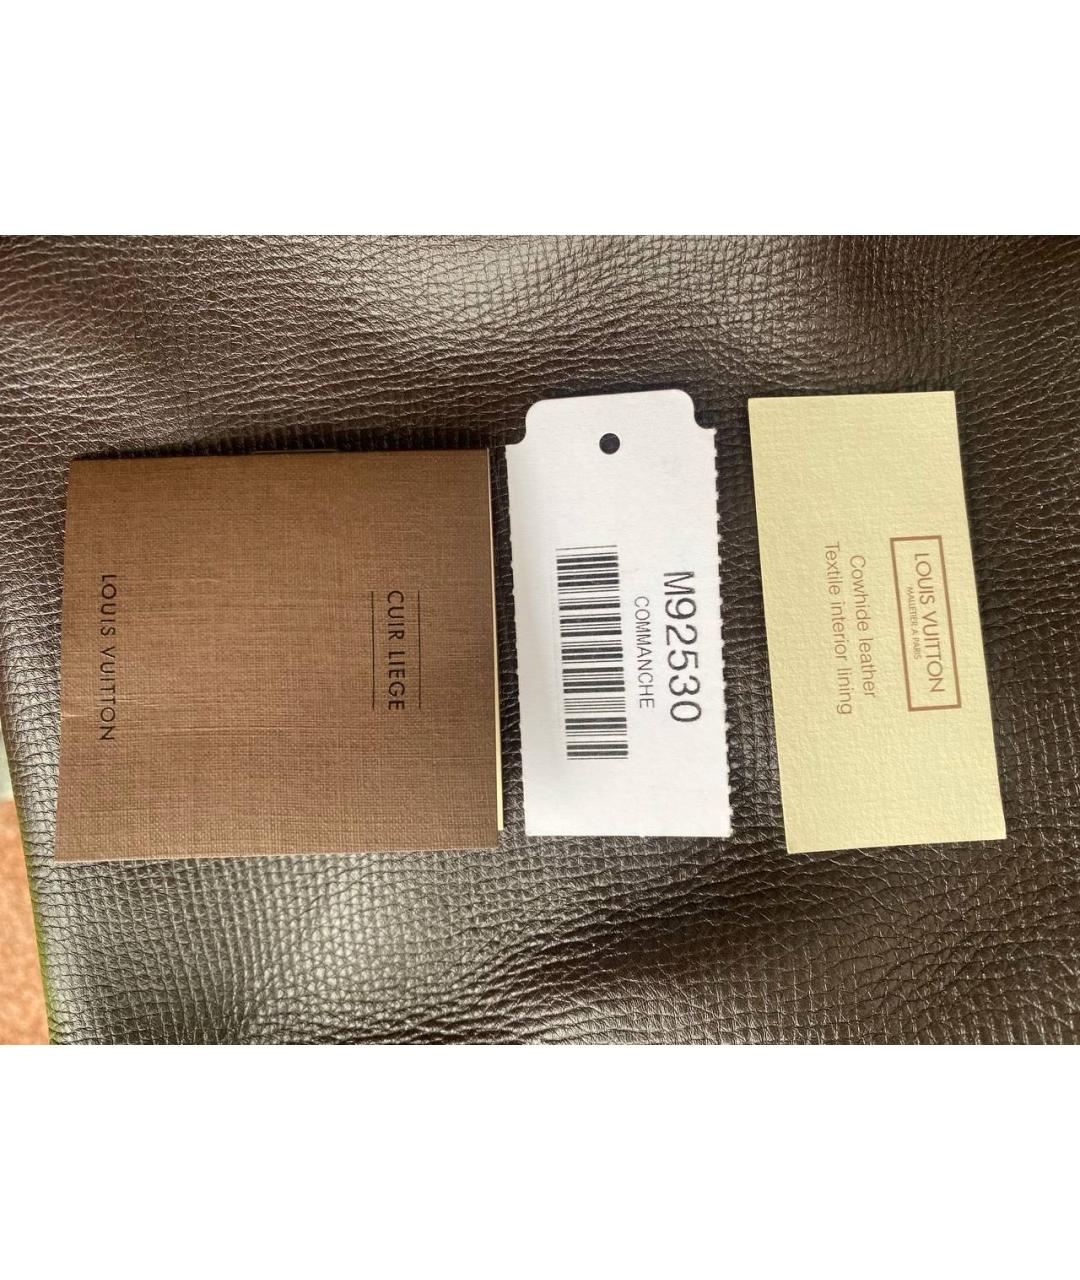 CUIR LIEGE
LOUIS VUITTON
M92530
COMMANCHE
LOUIS VUITTON
MALLETIER A PARIS
Cowhide leather
Textile interior lining